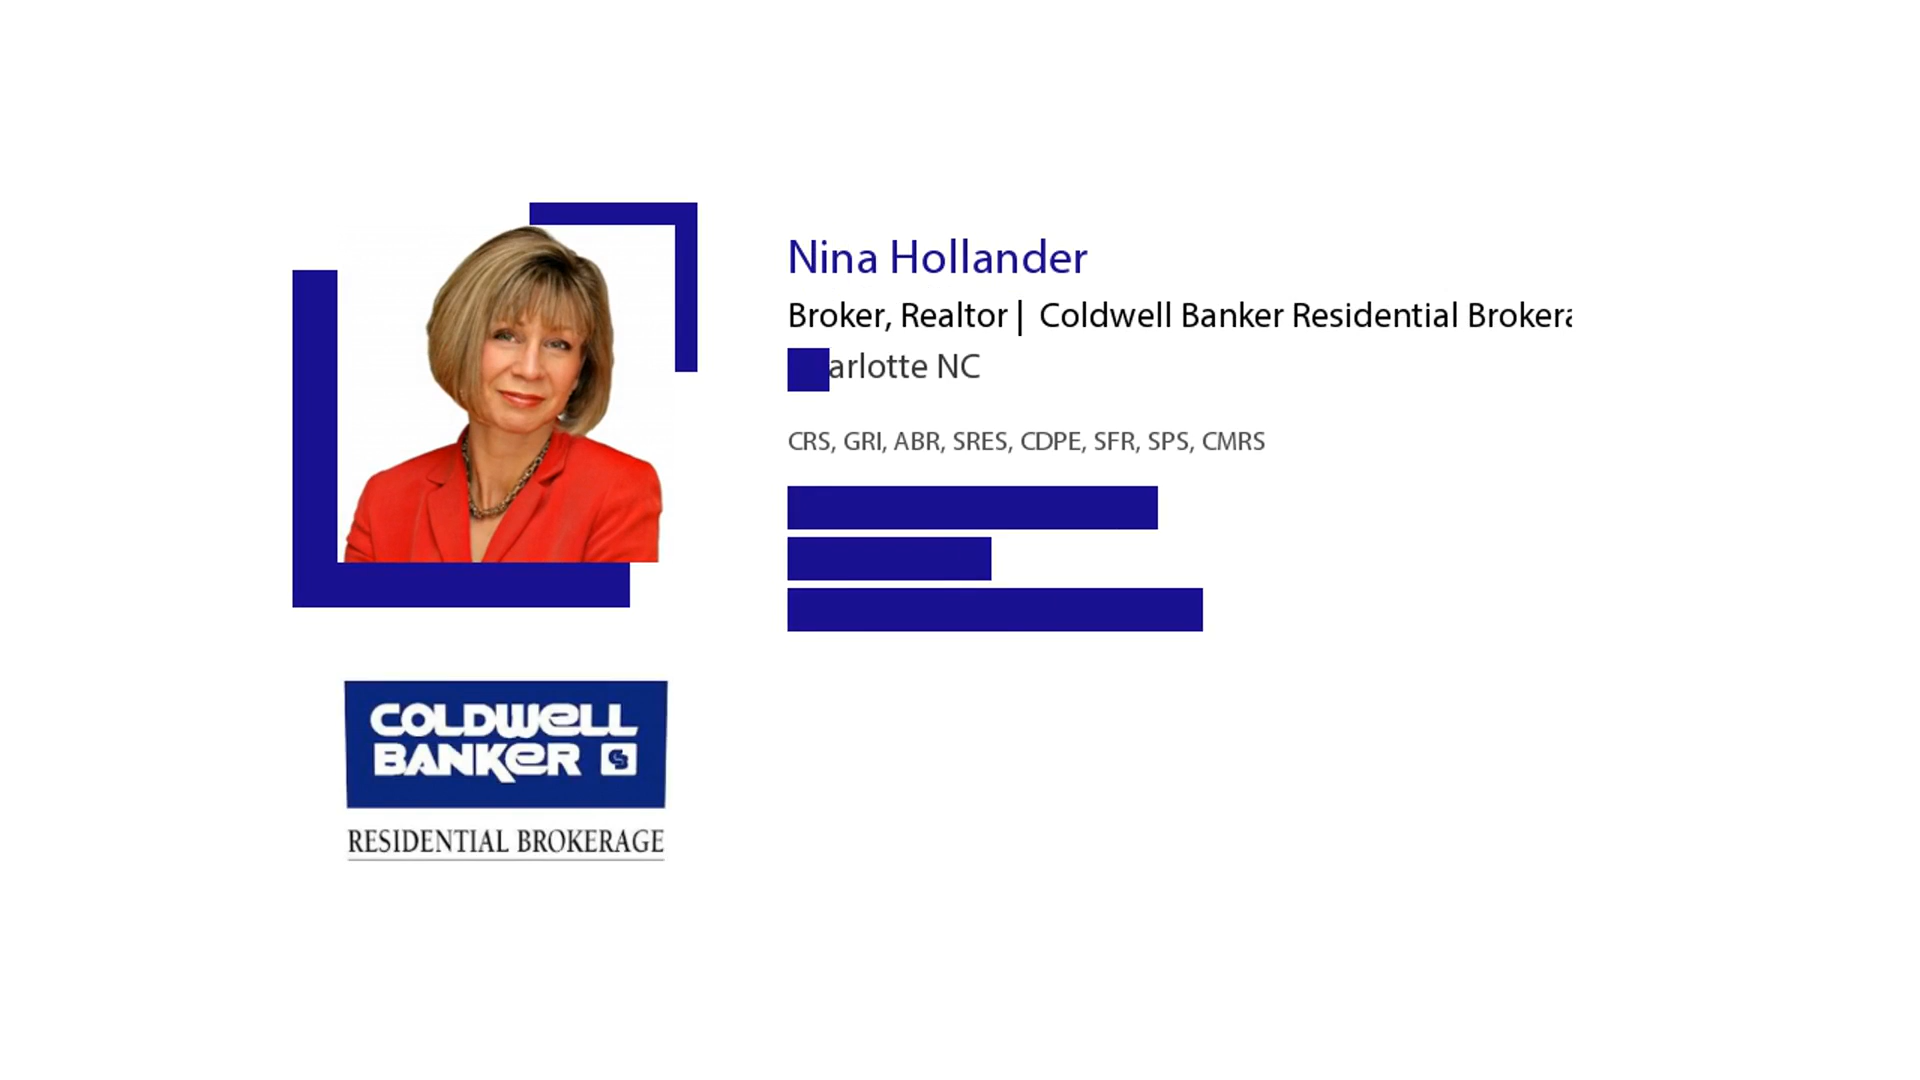 Nina Hollander
Broker, Realtor | Coldwell Banker Residential
arlotte NC
CRS, GRI, ABR, SRES, CDPE, SFR, SPS, CMRS
COLDWELL
BANKER CB
RESIDENTIAL BROKERAGE